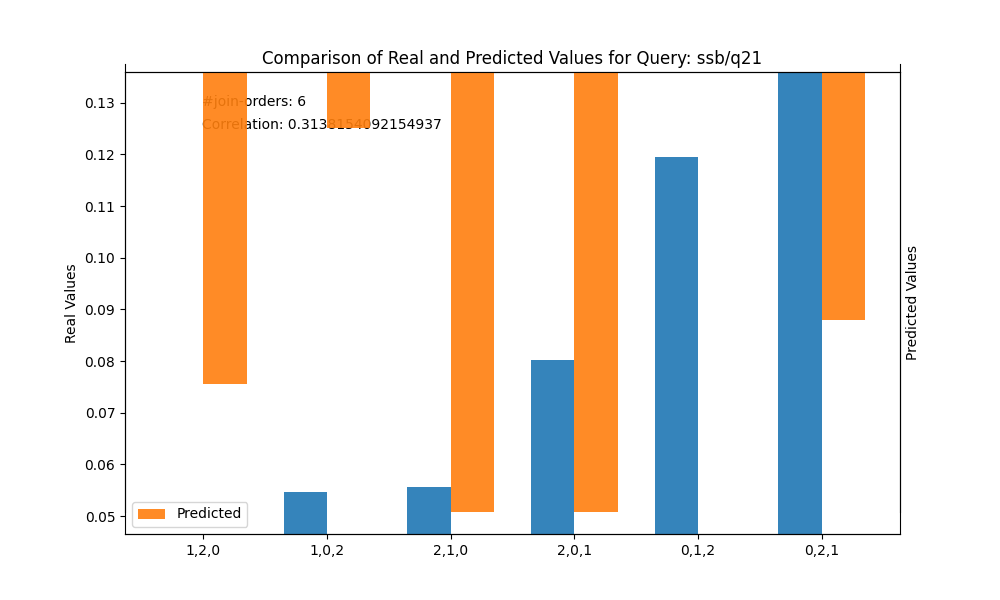 Comparison of Real and Predicted Values for Query: ssb/q21
#join-orders: 6
Correlation: 0.3138154092154937
0.13
0.12
0.11
0.10
0.09
0.08
0.07
0.06
0.05
Real Values
Predicted Values
Predicted
1,2,0
1,0,2
2,1,0
2,0,1
0,1,2
0,2,1